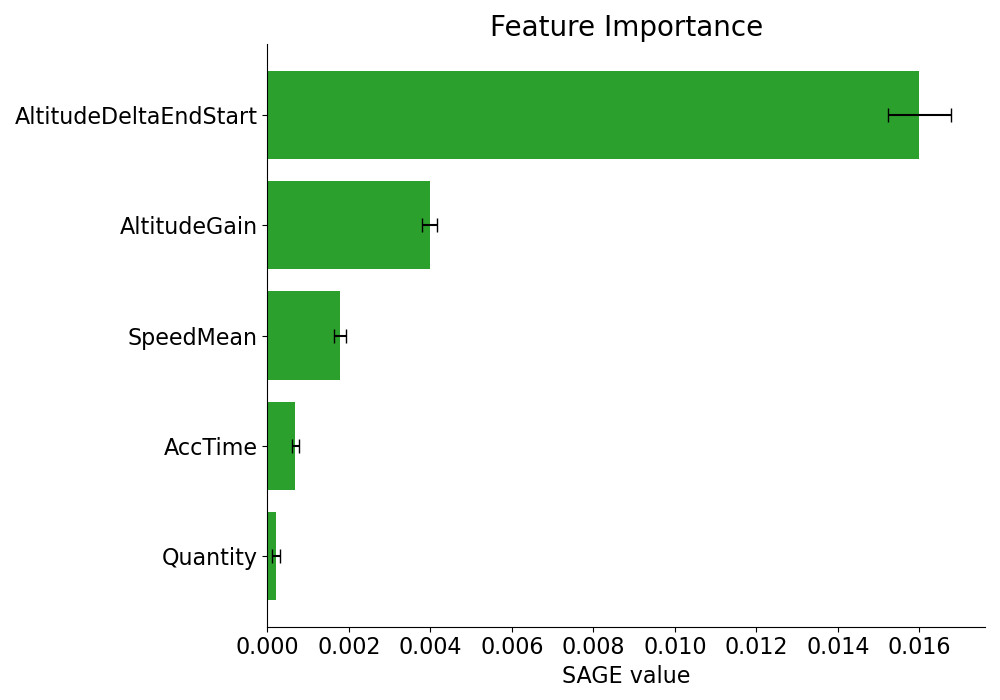 Feature Importance
AltitudeDeltaEndStart
AltitudeGain
SpeedMean
AccTime
Quantity
0.000 0.002 0.004 0.006 0.008 0.010 0.012 0.014 0.016
SAGE value